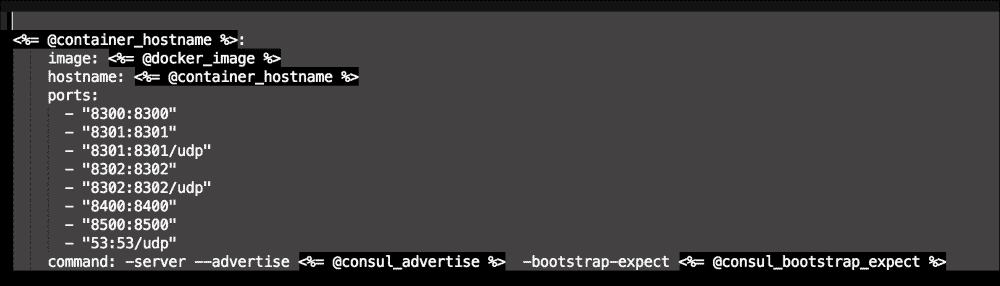 <%= @container_hostname %>:
    image: <%= @docker_image %>
    hostname: <%= @container_hostname %>
    ports:
      - "8300:8300"
      - "8301:8301"
      - "8301:8301/udp"
      - "8302:8302"
      - "8302:8302/udp"
      - "8400:8400"
      - "8500:8500"
      - "53:53/udp"
    command: -server --advertise <%= @consul_advertise %>  -bootstrap-expect <%= @consul_bootstrap_expect %>